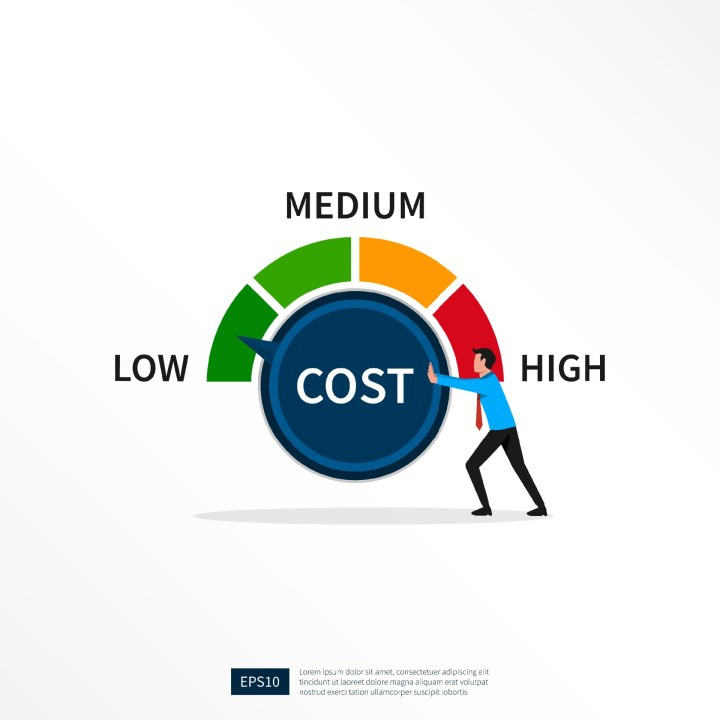 MEDIUM
LOW
COST
HIGH
EPS10
Lorem ipsum dolor sit amet, consectetuer adipiscing elit
tincidunt ut laoreet dolore magna aliquam erat volutpat
nostrud exerci tation ullamcorper suscipit lobortis